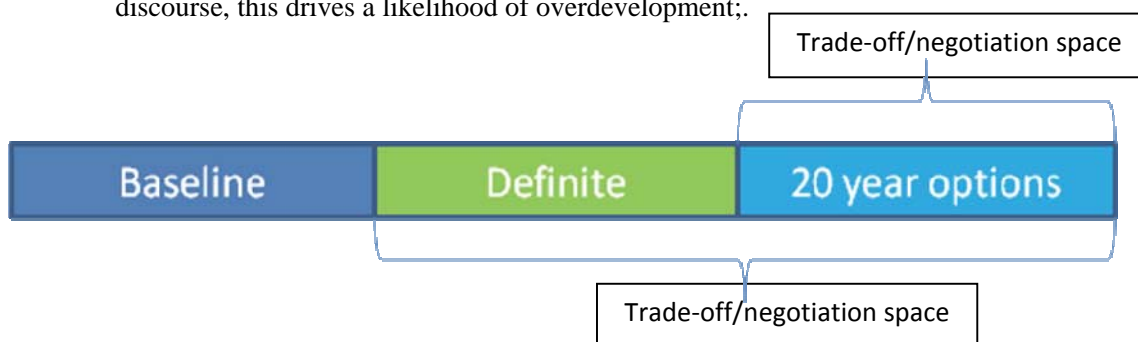 discourse, this drives a likelihood of overdevelopment;.
Trade-off/negotiation space
Baseline Definite 20 year options
Trade-off/negotiation space